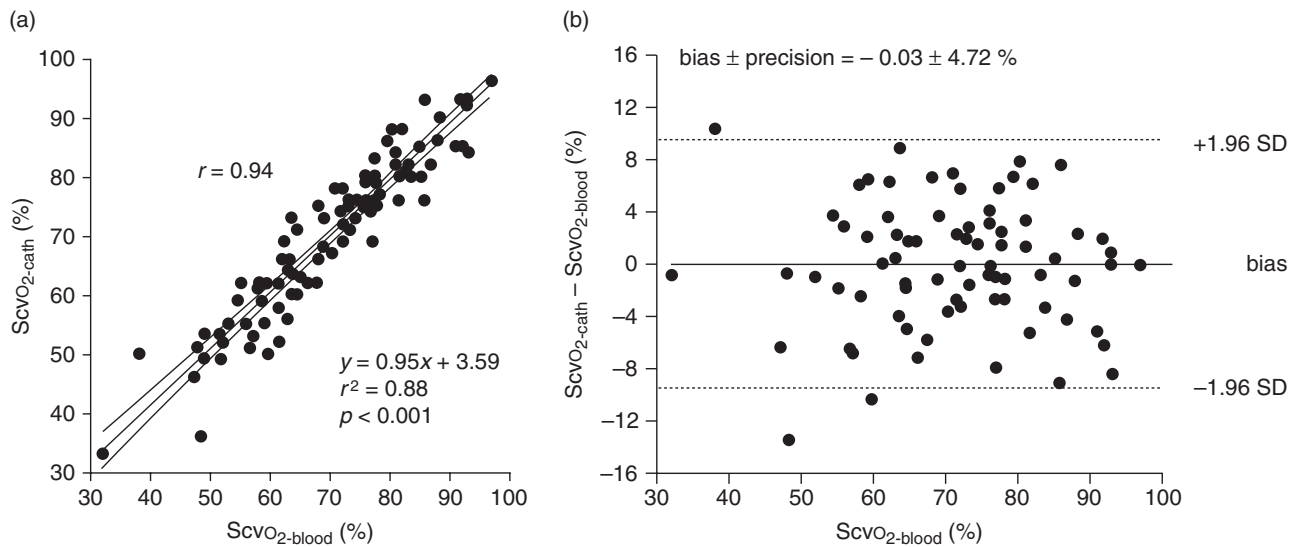 (a)
100
90
80
70
60
50
40
30
30 40 50 60 70 80 90 100
ScvO2-cath (%)
ScvO2-blood (%)
r = 0.94
y = 0.95x + 3.59
r² = 0.88
p < 0.001
(b)
16
12
8
4
0
−4
−8
−12
−16
30 40 50 60 70 80 90 100
ScvO2-cath – ScvO2-blood (%)
ScvO2-blood (%)
bias ± precision = – 0.03 ± 4.72 %
+1.96 SD
bias
−1.96 SD